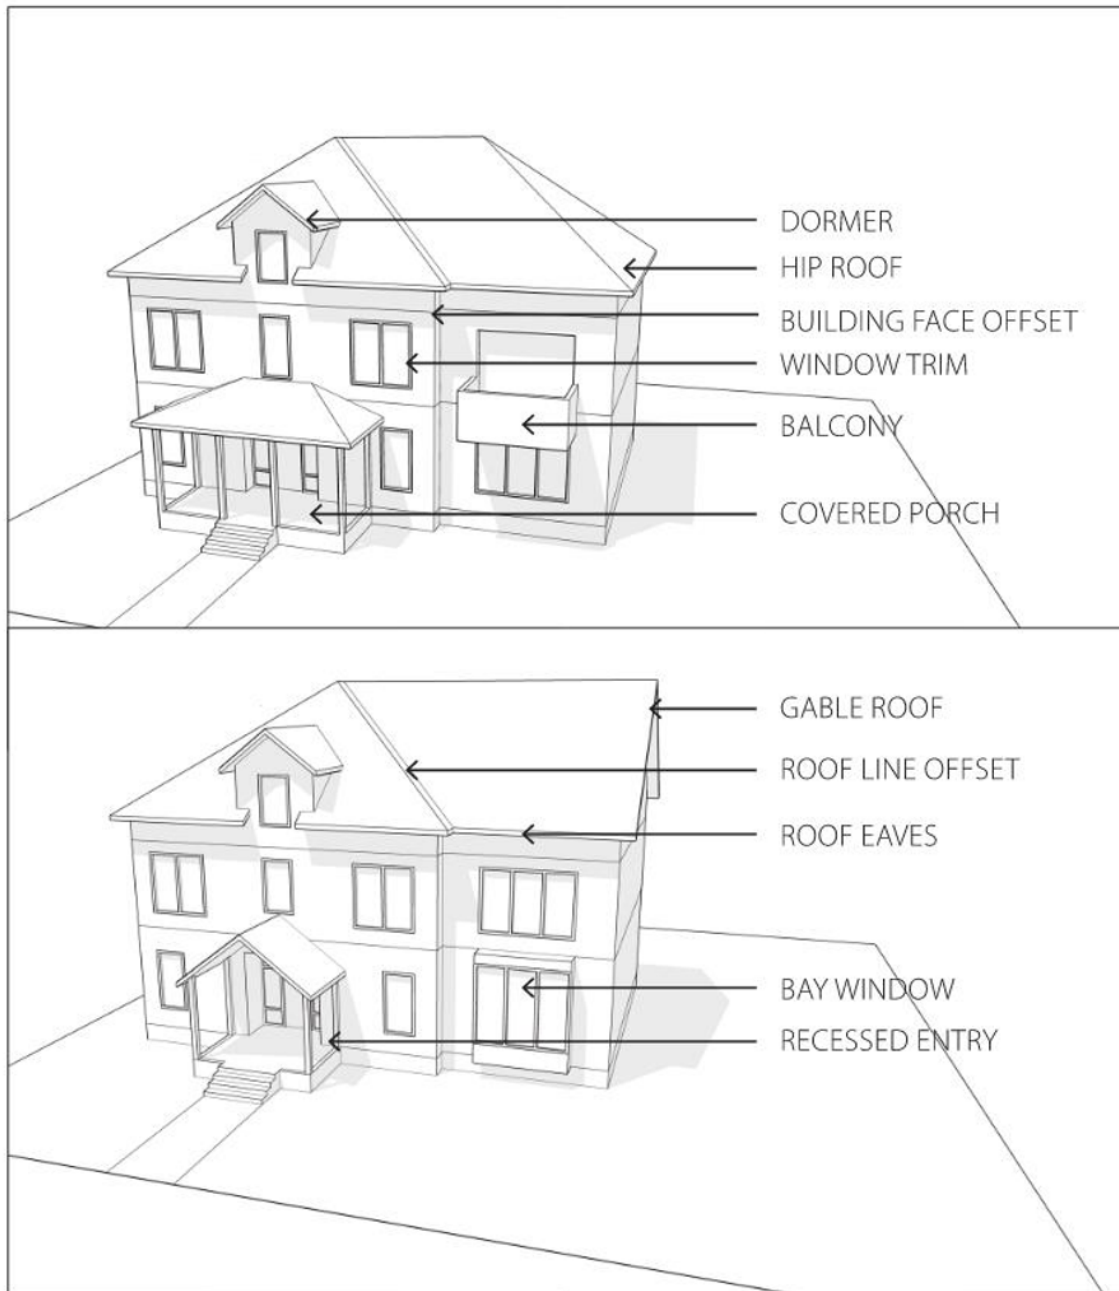 DORMER
HIP ROOF
BUILDING FACE OFFSET
WINDOW TRIM
BALCONY
COVERED PORCH
GABLE ROOF
ROOF LINE OFFSET
ROOF EAVES
BAY WINDOW
RECESSED ENTRY